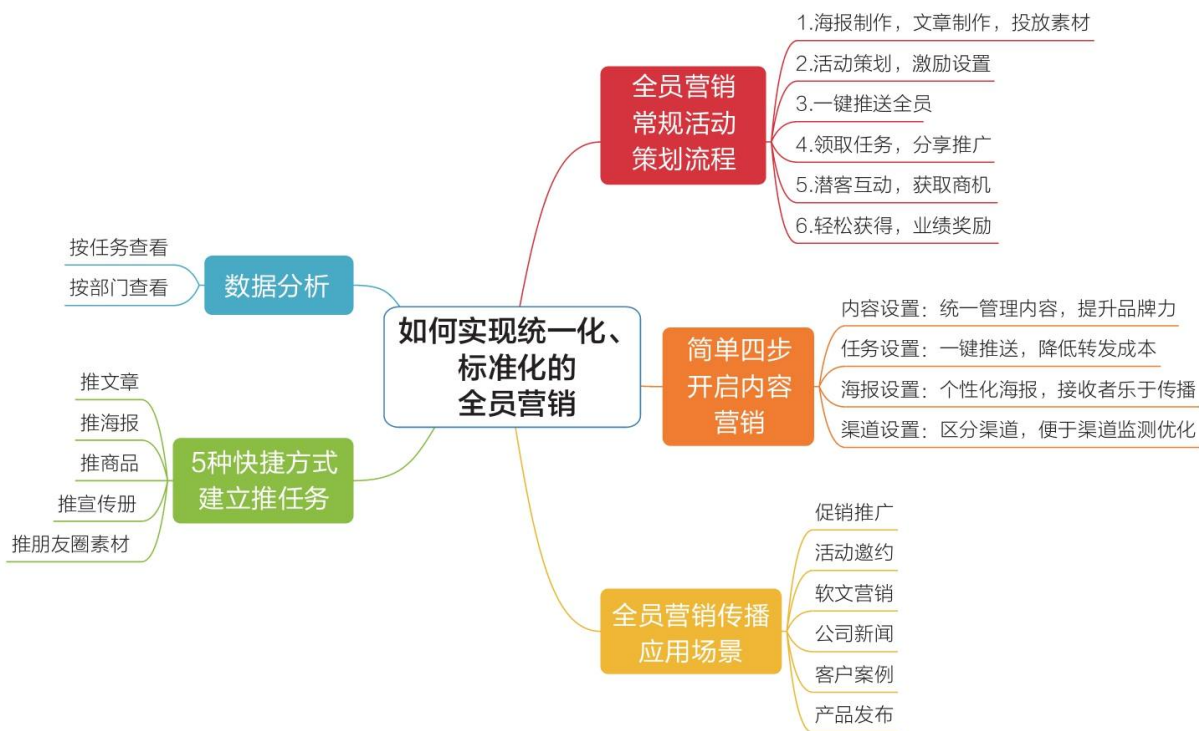 如何实现统一化、
标准化的
全员营销
全员营销
常规活动
策划流程
1.海报制作，文章制作，投放素材
2.活动策划，激励设置
3.一键推送全员
4.领取任务，分享推广
5.潜客互动，获取商机
6.轻松获得，业绩奖励
简单四步
开启内容
营销
内容设置：统一管理内容，提升品牌力
任务设置：一键推送，降低转发成本
海报设置：个性化海报，接收者乐于传播
渠道设置：区分渠道，便于渠道监测优化
全员营销传播
应用场景
促销推广
活动邀约
软文营销
公司新闻
客户案例
产品发布
5种快捷方式
建立推任务
推文章
推海报
推商品
推宣传册
推朋友圈素材
数据分析
按任务查看
按部门查看